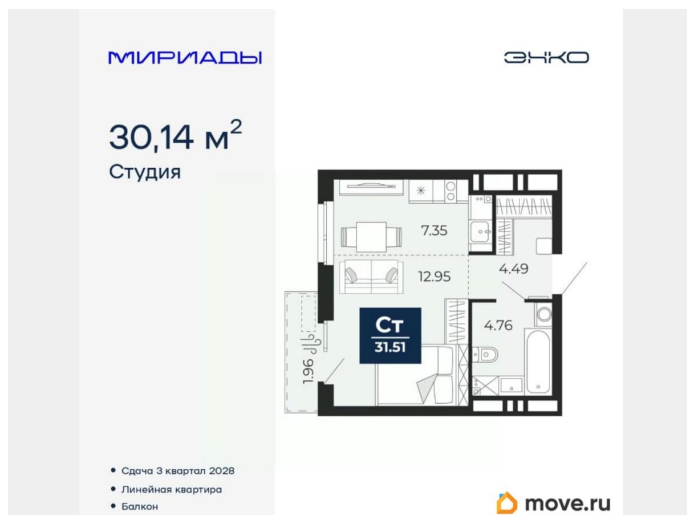 МИРИАДЫ
ЭНКО
30,14 м²
Студия
7.35
12.95
4.49
Ст
31.51
4.76
1.96
• Сдача 3 квартал 2028
• Линейная квартира
• Балкон
move.ru